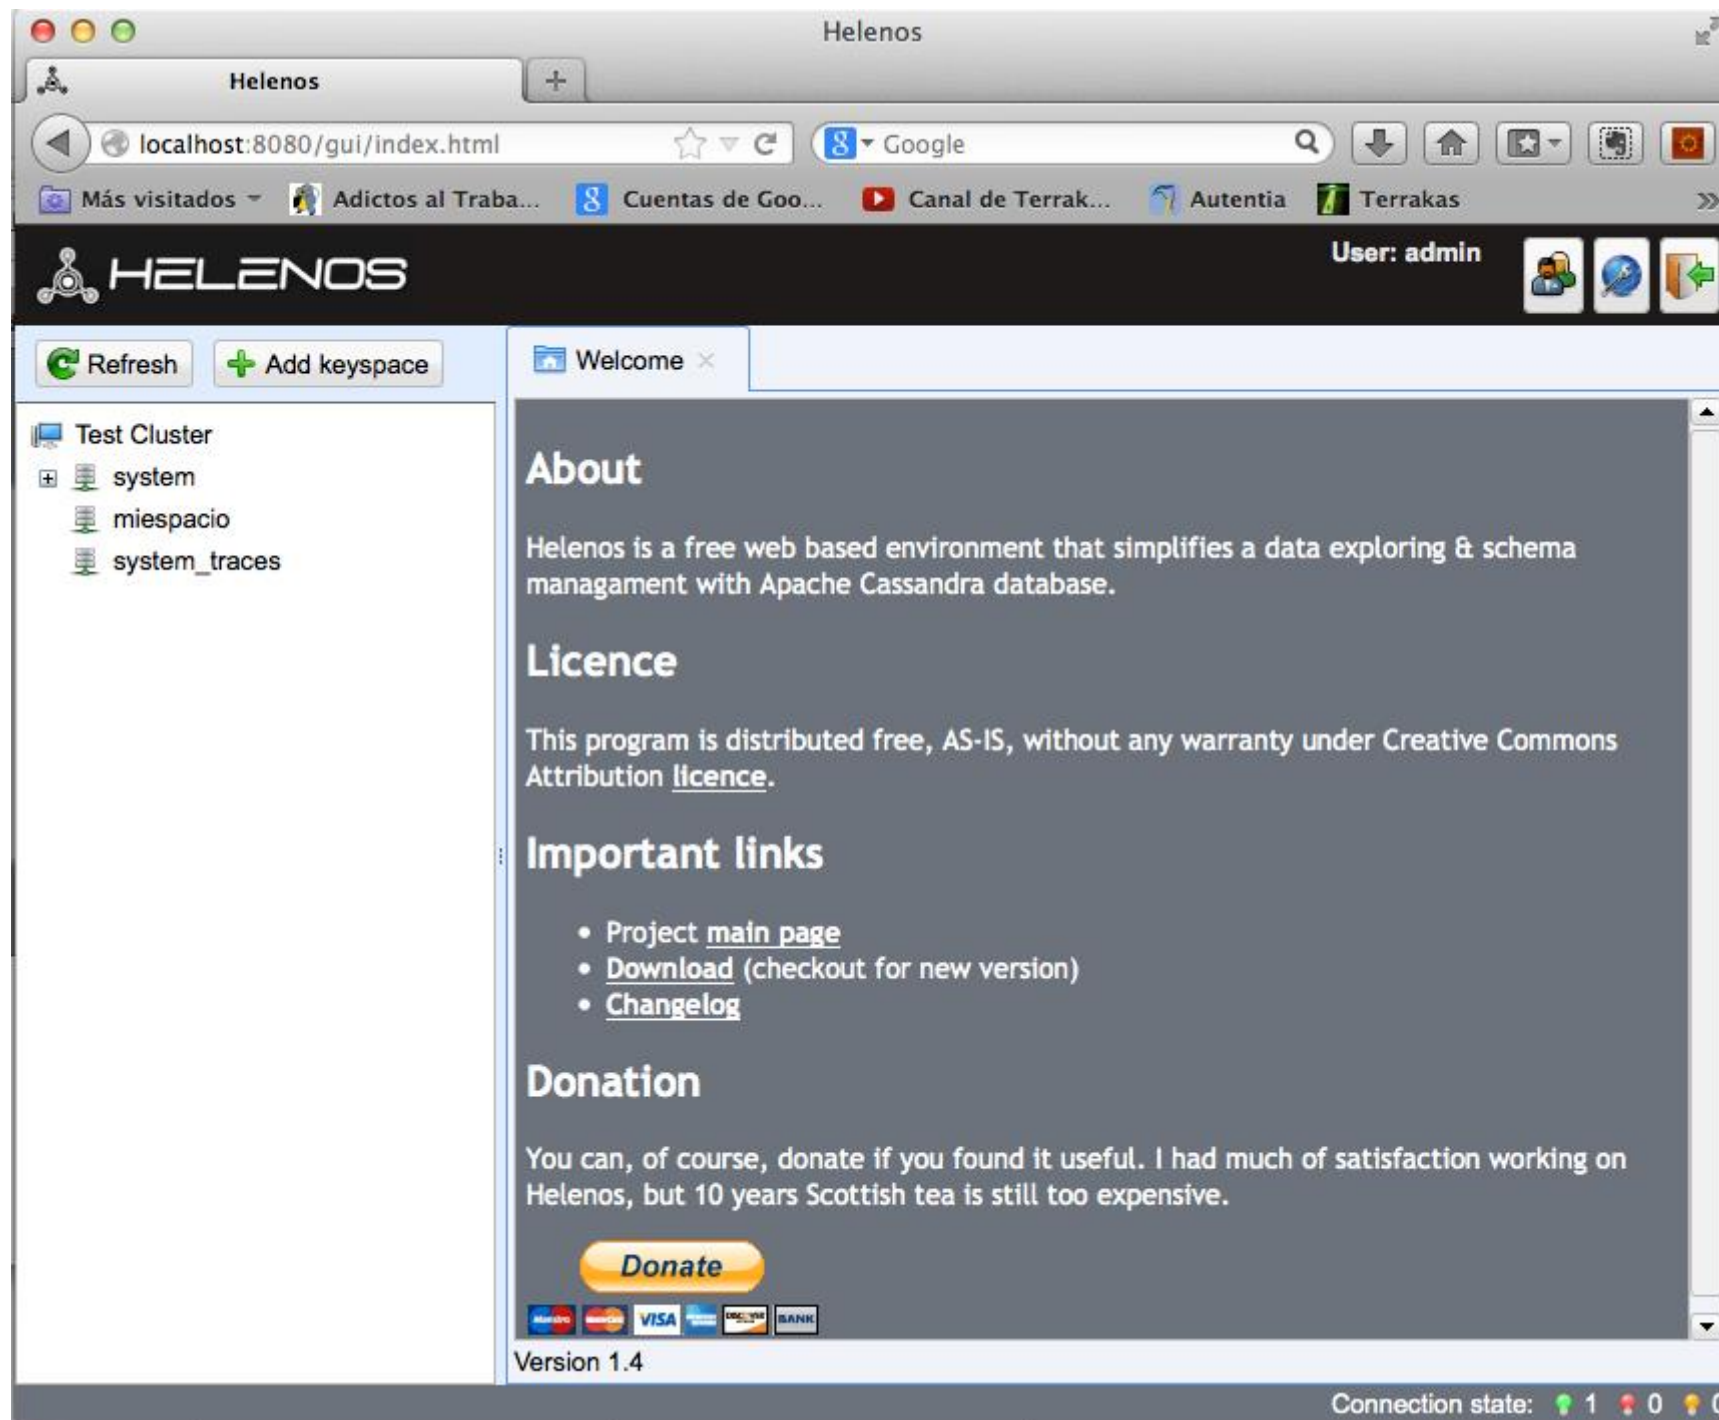 Helenos
Helenos
localhost:8080/gui/index.html
Google
Más visitados
Adictos al Traba...
Cuentas de Goo...
Canal de Terrak...
Autentia
Terrakas
HELENOS
User: admin
Refresh
Add keyspace
Welcome
Test Cluster
system
miespacio
system_traces
About
Helenos is a free web based environment that simplifies a data exploring & schema
managament with Apache Cassandra database.
Licence
This program is distributed free, AS-IS, without any warranty under Creative Commons
Attribution licence.
Important links
• Project main page
• Download (checkout for new version)
• Changelog
Donation
You can, of course, donate if you found it useful. I had much of satisfaction working on
Helenos, but 10 years Scottish tea is still too expensive.
Donate
Maestro
VISA
DISCOVER
BANK
Version 1.4
Connection state: 1 0 0